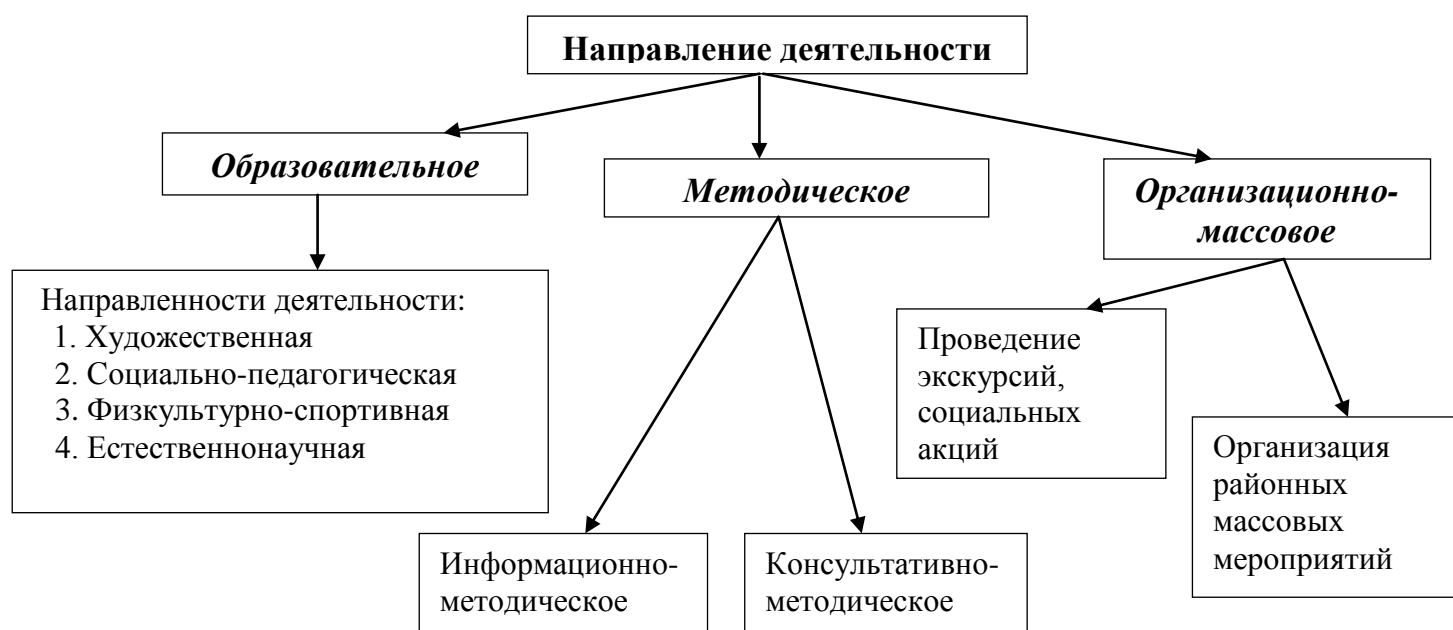 Направление деятельности
Образовательное
Методическое
Организационно-
массовое
Направленности деятельности:
1. Художественная
2. Социально-педагогическая
3. Физкультурно-спортивная
4. Естественнонаучная
Проведение
экскурсий,
социальных
акций
Организация
районных
массовых
мероприятий
Информационно-
методическое
Консультативно-
методическое